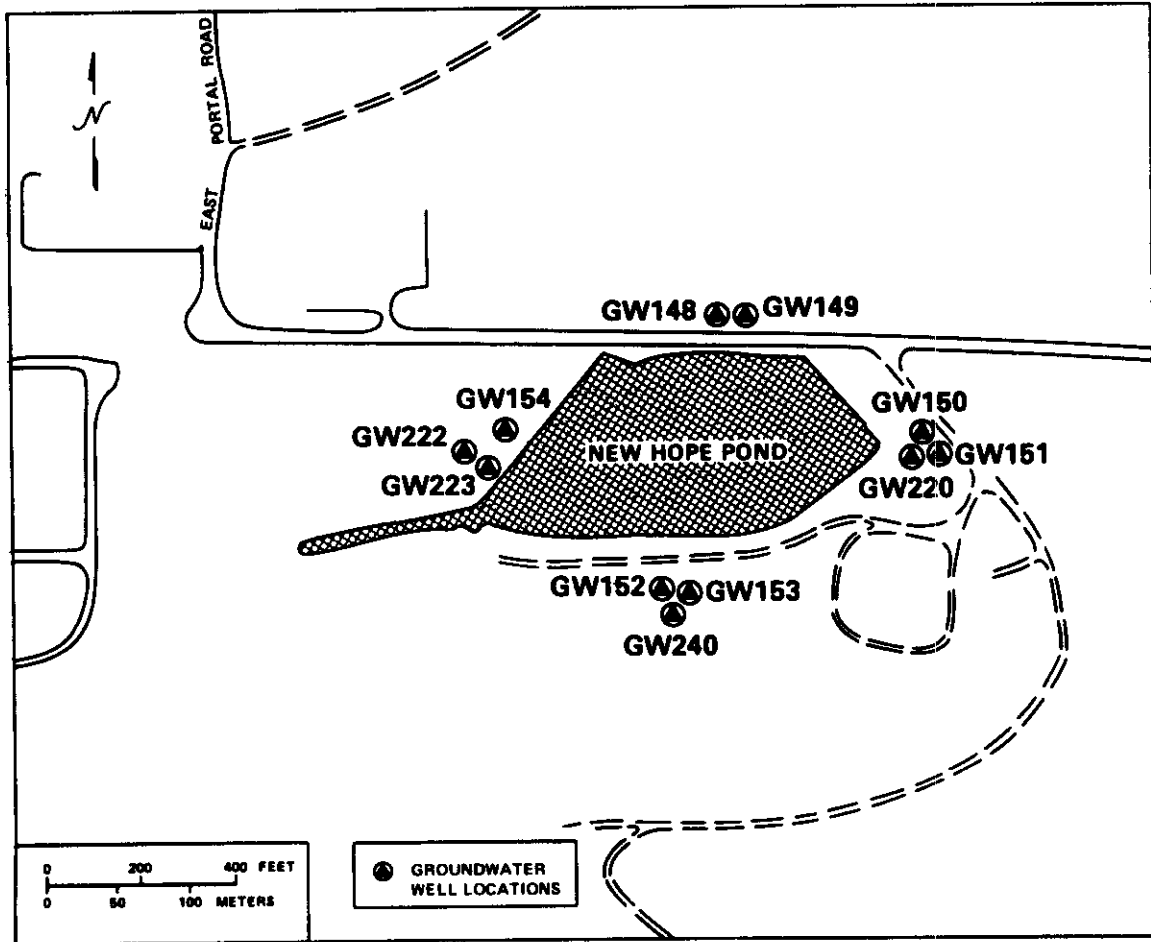 PORTAL ROAD
N
EAST
GW148
GW149
GW154
GW150
GW222
NEW HOPE POND
GW151
GW223
GW220
GW152
GW153
GW240
0 200 400 FEET
0 50 100 METERS
GROUNDWATER
WELL LOCATIONS